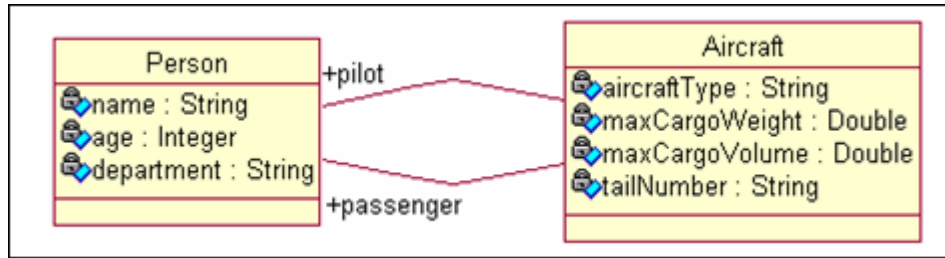 Person
name : String
age : Integer
department : String
+pilot
+passenger
Aircraft
aircraftType : String
maxCargoWeight : Double
maxCargoVolume : Double
tailNumber : String